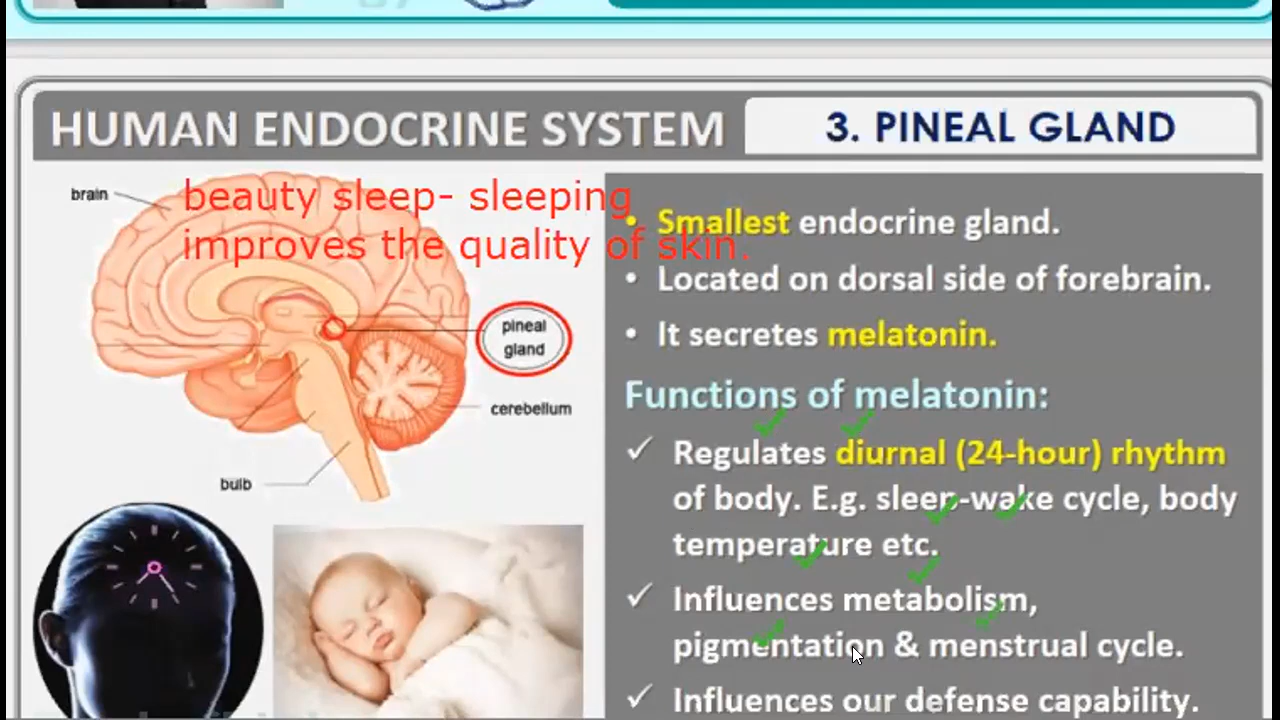 HUMAN ENDOCRINE SYSTEM
3. PINEAL GLAND
brain
beauty sleep- sleeping
improves the quality of skin.
pineal
gland
cerebellum
bulb
• Smallest endocrine gland.
• Located on dorsal side of forebrain.
• It secretes melatonin.
Functions of melatonin:
✓ Regulates diurnal (24-hour) rhythm
of body. E.g. sleep-wake cycle, body
temperature etc.
✓ Influences metabolism,
pigmentation & menstrual cycle.
✓ Influences our defense capability.